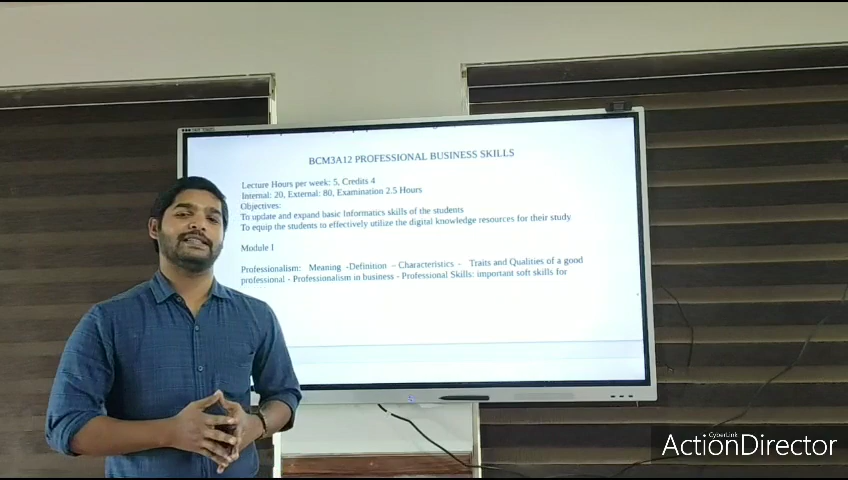 BCM3A12 PROFESSIONAL BUSINESS SKILLS
Lecture Hours per week: 5, Credits 4
Internal: 20, External: 80, Examination 2.5 Hours
Objectives:
To update and expand basic Informatics skills of the students
To equip the students to effectively utilize the digital knowledge resources for their study
Module I
Professionalism: Meaning -Definition – Characteristics - Traits and Qualities of a good
professional - Professionalism in business - Professional Skills: important soft skills for
CyberLink
ActionDirector